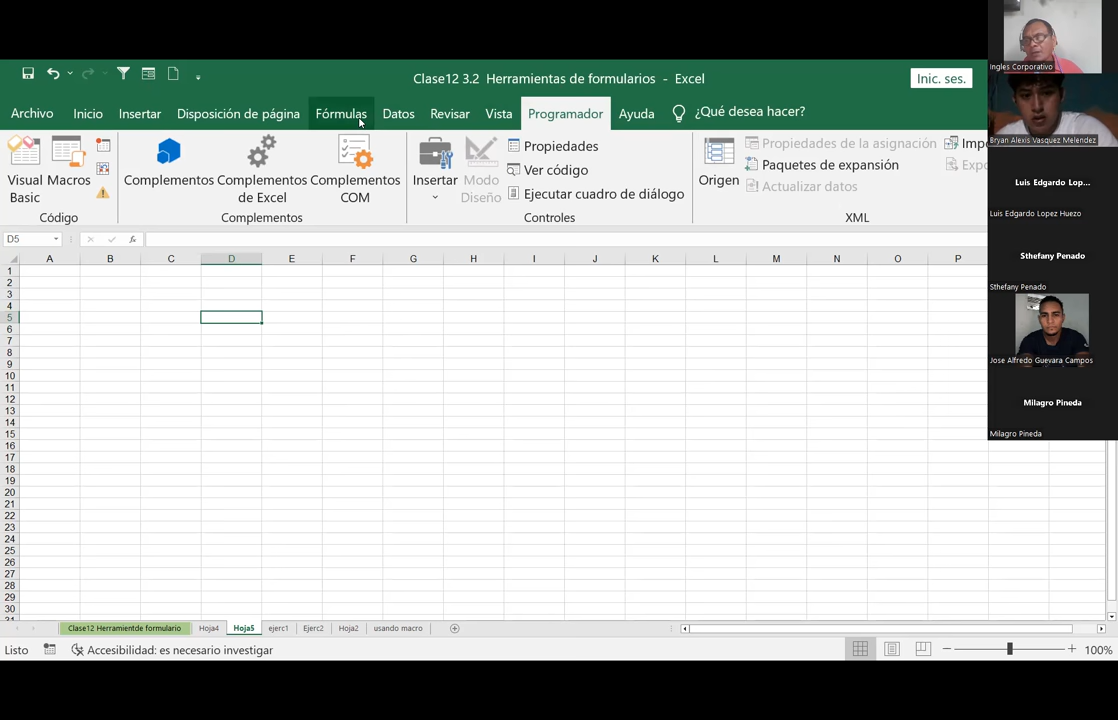 Clase12 3.2 Herramientas de formularios - Excel
Inic. ses.
Archivo Inicio Insertar Disposición de página Fórmulas Datos Revisar Vista Programador Ayuda ¿Qué desea hacer?
Visual Basic
Macros
Código
Complementos
Complementos de Excel
Complementos COM
Complementos
Insertar
Modo Diseño
Propiedades
Ver código
Ejecutar cuadro de diálogo
Controles
Origen
Propiedades de la asignación
Paquetes de expansión
Actualizar datos
Imp
Expo
XML
D5
fx
A B C D E F G H I J K L M N O P
1
2
3
4
5
6
7
8
9
10
11
12
13
14
15
16
17
18
19
20
21
22
23
24
25
26
27
28
29
30
31
Clase12 Herramientde formulario Hoja4 Hoja5 ejerc1 Ejerc2 Hoja2 usando macro
Listo
Accesibilidad: es necesario investigar
100%
Ingles Corporativo
Bryan Alexis Vasquez Melendez
Luis Edgardo Lop...
Luis Edgardo Lopez Huezo
Sthefany Penado
Sthefany Penado
Jose Alfredo Guevara Campos
Milagro Pineda
Milagro Pineda